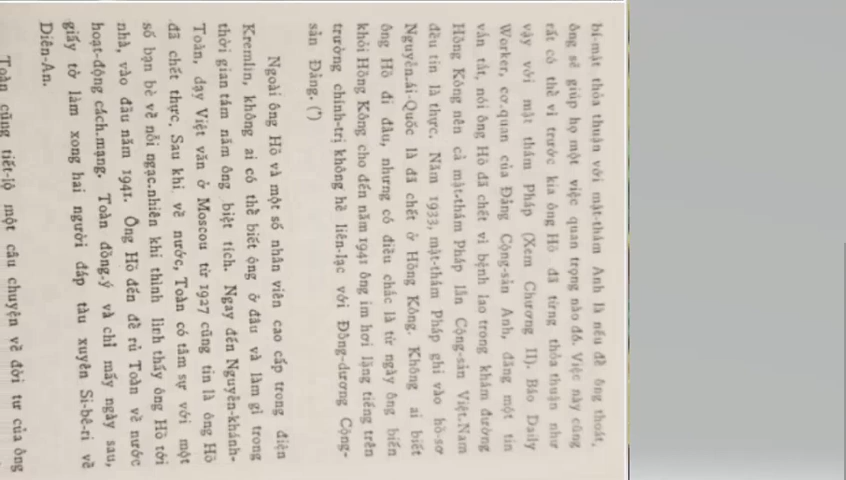 bí-mật thỏa thuận với mật-thám Anh là nếu để ông thoát,
ông sẽ giúp họ một việc quan trọng nào đó. Việc này cũng
rất có thể vì trước kia ông Hồ đã từng thỏa thuận như
vậy với mật thám Pháp (Xem Chương II). Báo Daily
Worker, cơ.quan của Đảng Cộng-sản Anh, đăng một tin
vắn tắt, nói ông Hồ đã chết vì bệnh lao trong khám đường
Hồng Kông nên cả mật-thám Pháp lẫn Cộng-sản Việt.Nam
đều tin là thực. Năm 1933, mật-thám Pháp ghi vào hồ-sơ
Nguyễn-ái-Quốc là đã chết ở Hồng Kông. Không ai biết
ông Hồ đi đâu, nhưng có điều chắc là từ ngày ông biến
khỏi Hồng Kông cho đến năm 1941 ông im hơi lặng tiếng trên
trường chính-trị không hề liên-lạc với Đông-dương Cộng-
sản Đảng. (*)
Ngoài ông Hồ và một số nhân viên cao cấp trong điện
Kremlin, không ai có thể biết ông ở đâu và làm gì trong
thời gian tám năm ông biệt tích. Ngay đến Nguyễn-khánh-
Toàn, dạy Việt văn ở Moscou từ 1927 cũng tin là ông Hồ
đã chết thực. Sau khi về nước, Toàn có tâm sự với một
số bạn bè về nỗi ngạc.nhiên khi thình lình thấy ông Hồ tới
nhà, vào đầu năm 1941. Ông Hồ đến để rủ Toàn về nước
hoạt-động cách.mạng. Toàn đồng.ý và chỉ mấy ngày sau,
giấy tờ làm xong hai người đáp tàu xuyên Si-bê-ri về
Diên-An.
Toàn cũng tiết-lộ một câu chuyện về đời tư của ông